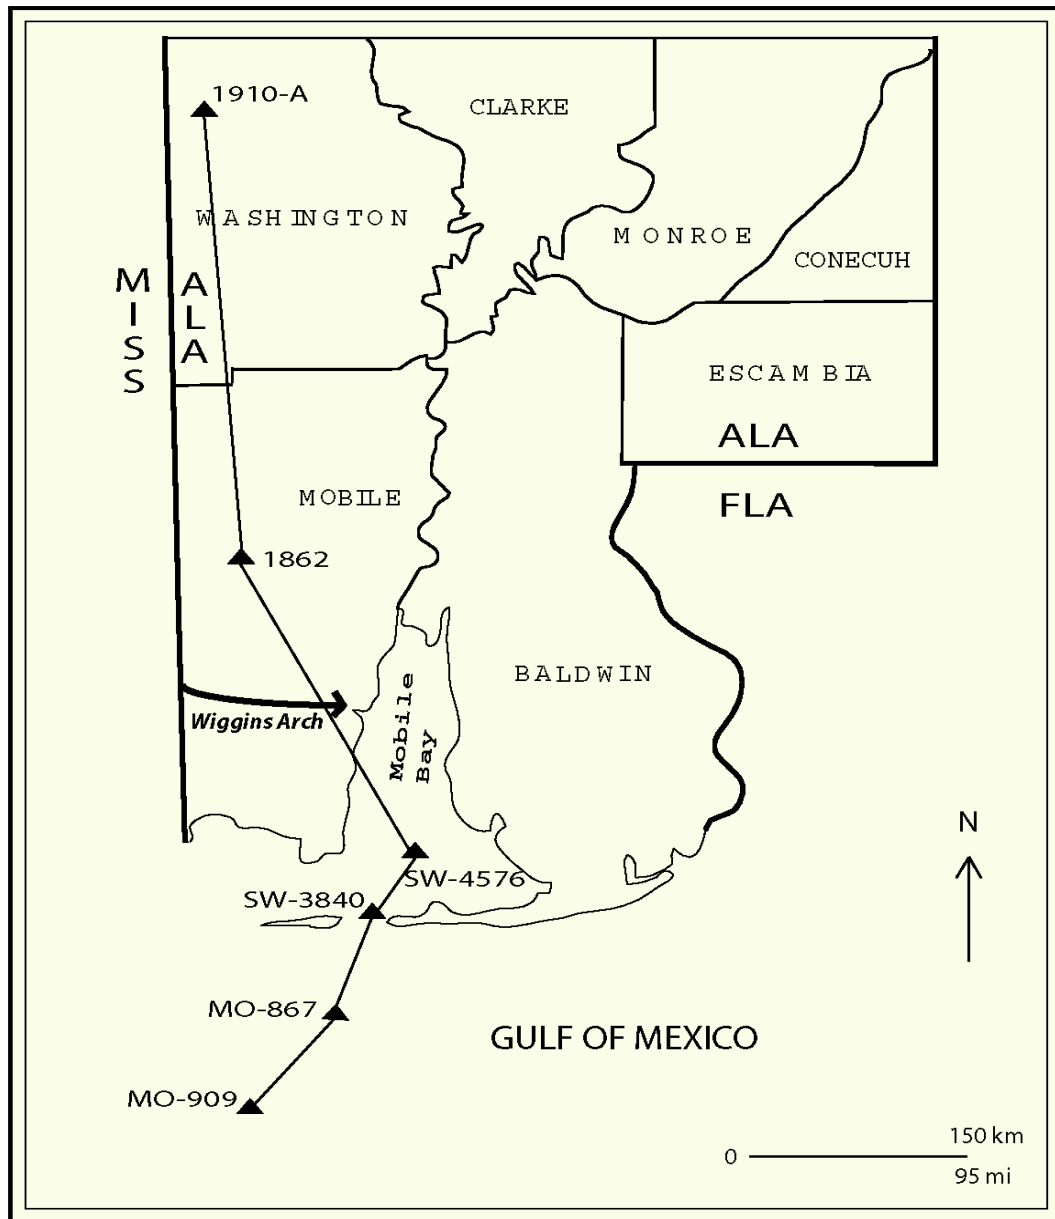 1910-A
CLARKE
WASHINGTON
MONROE
CONECUH
MISS
ALA
ESCAMBIA
ALA
FLA
MOBILE
1862
BALDWIN
Mobile
Bay
Wiggins Arch
N
SW-4576
SW-3840
MO-867
GULF OF MEXICO
MO-909
150 km
0
95 mi